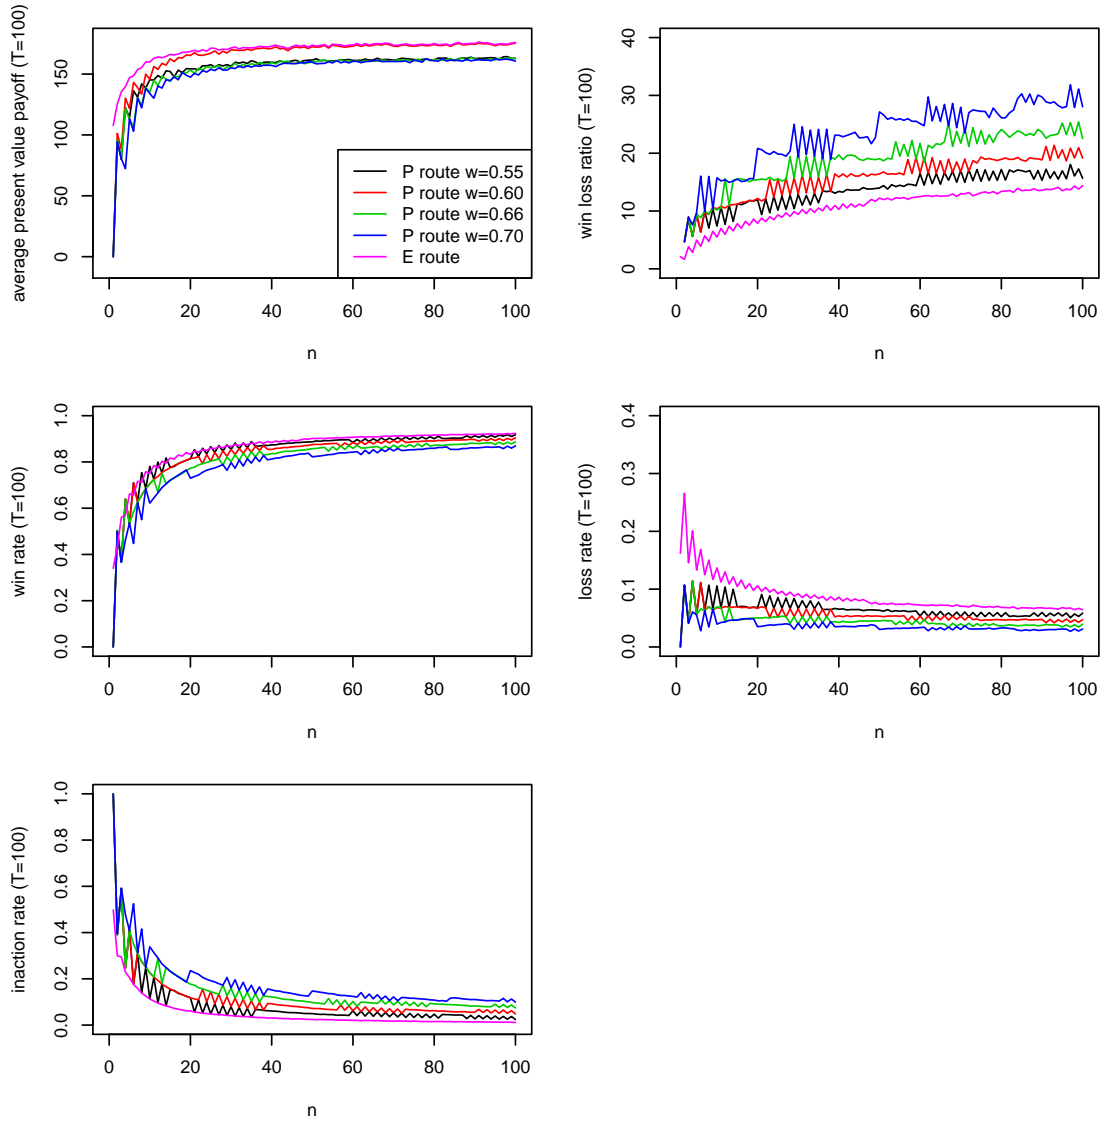 average present value payoff (T=100)
0 50 100 150
0 20 40 60 80 100
n
P route w=0.55
P route w=0.60
P route w=0.66
P route w=0.70
E route
win loss ratio (T=100)
0 10 20 30 40
0 20 40 60 80 100
n
win rate (T=100)
0.0 0.2 0.4 0.6 0.8 1.0
0 20 40 60 80 100
n
loss rate (T=100)
0.0 0.1 0.2 0.3 0.4
0 20 40 60 80 100
n
inaction rate (T=100)
0.0 0.2 0.4 0.6 0.8 1.0
0 20 40 60 80 100
n